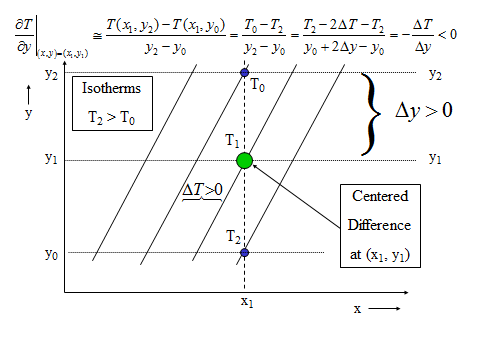 ∂T/∂y|(x,y)=(x₁,y₁) ≅ T(x₁, y₂)−T(x₁, y₀)/y₂ − y₀ = T₀−T₂/y₂ − y₀ = T₂−2ΔT−T₂/y₀ +2Δy− y₀ = −ΔT/Δy < 0
y₂
Isotherms
T₂ > T₀
T₀
y₂
y
Δy > 0
y₁
T₁
y₁
ΔT>0
Centered
Difference
at (x₁, y₁)
T₂
y₀
x₁
x